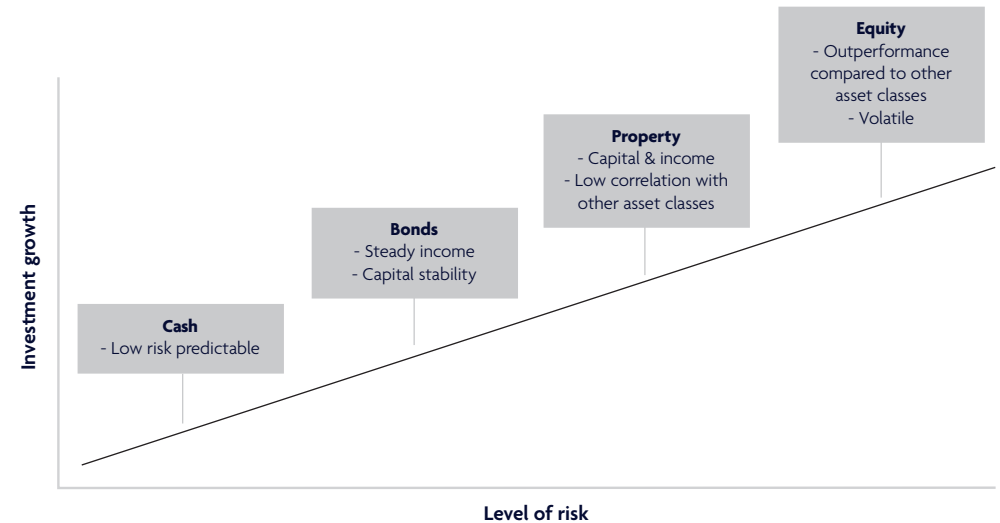 Equity
- Outperformance
compared to other
asset classes
- Volatile
Property
- Capital & income
- Low correlation with
other asset classes
Bonds
- Steady income
- Capital stability
Cash
- Low risk predictable
Investment growth
Level of risk